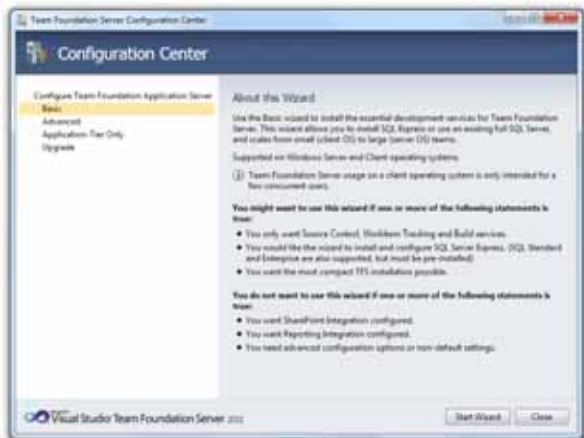 Team Foundation Server Configuration Center
Configuration Center
Configure Team Foundation Application Server
Basic
Advanced
Application-Tier Only
Upgrade
About this Wizard
Use the Basic wizard to install the essential development services for Team Foundation
Server. This wizard allows you to install SQL Express or use an existing full SQL Server,
and scales from small (client OS) to large (server OS) teams.
Supported on Windows Server and Client operating systems.
Team Foundation Server usage on a client operating system is only intended for a
few concurrent users.
You might want to use this wizard if one or more of the following statements is
true:
• You only want Source Control, WorkItem Tracking and Build services.
• You would like the wizard to install and configure SQL Server Express. (SQL Standard
and Enterprise are also supported, but must be pre-installed)
• You want the most compact TFS installation possible.
You do not want to use this wizard if one or more of the following statements is
true:
• You want SharePoint Integration configured.
• You want Reporting Integration configured.
• You need advanced configuration options or non-default settings.
Visual Studio Team Foundation Server
Start Wizard
Close